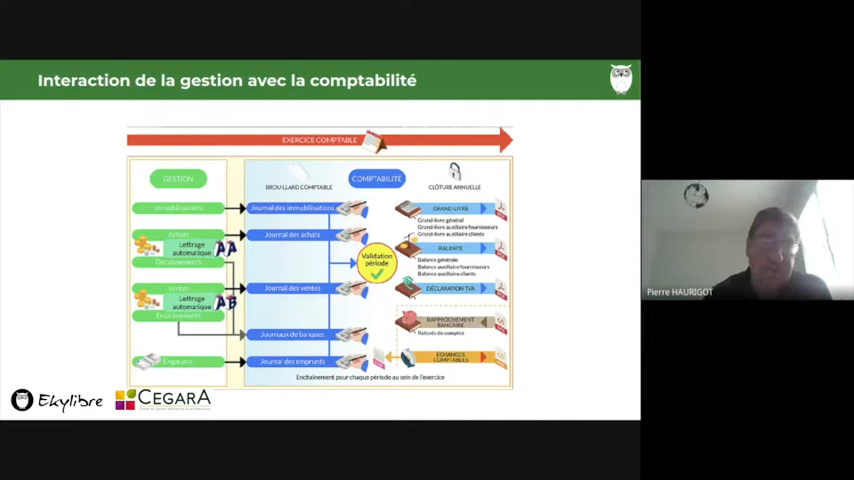 Interaction de la gestion avec la comptabilité
EXERCICE COMPTABLE
GESTION
BROUILLARD COMPTABLE
COMPTABILITÉ
CLÔTURE ANNUELLE
Immobilisations
Journal des immobilisations
GRAND LIVRE
Grand-livre général
Grand-livre auxiliaire fournisseurs
Grand-livre auxiliaire clients
Achats
Journal des achats
Lettrage
automatique
Décaissements
Validation
période
BALANCE
Balance générale
Balance auxiliaire fournisseurs
Balance auxiliaire clients
Ventes
Journal des ventes
DÉCLARATION TVA
Lettrage
automatique
Encaissements
Journaux de banques
RAPPROCHEMENT
BANCAIRE
Relevés de comptes
Emprunts
Journal des emprunts
ÉCHANGES
COMPTABLES
Enchaînement pour chaque période au sein de l'exercice
Ekylibre
CEGARA
Pierre HAURIGOT